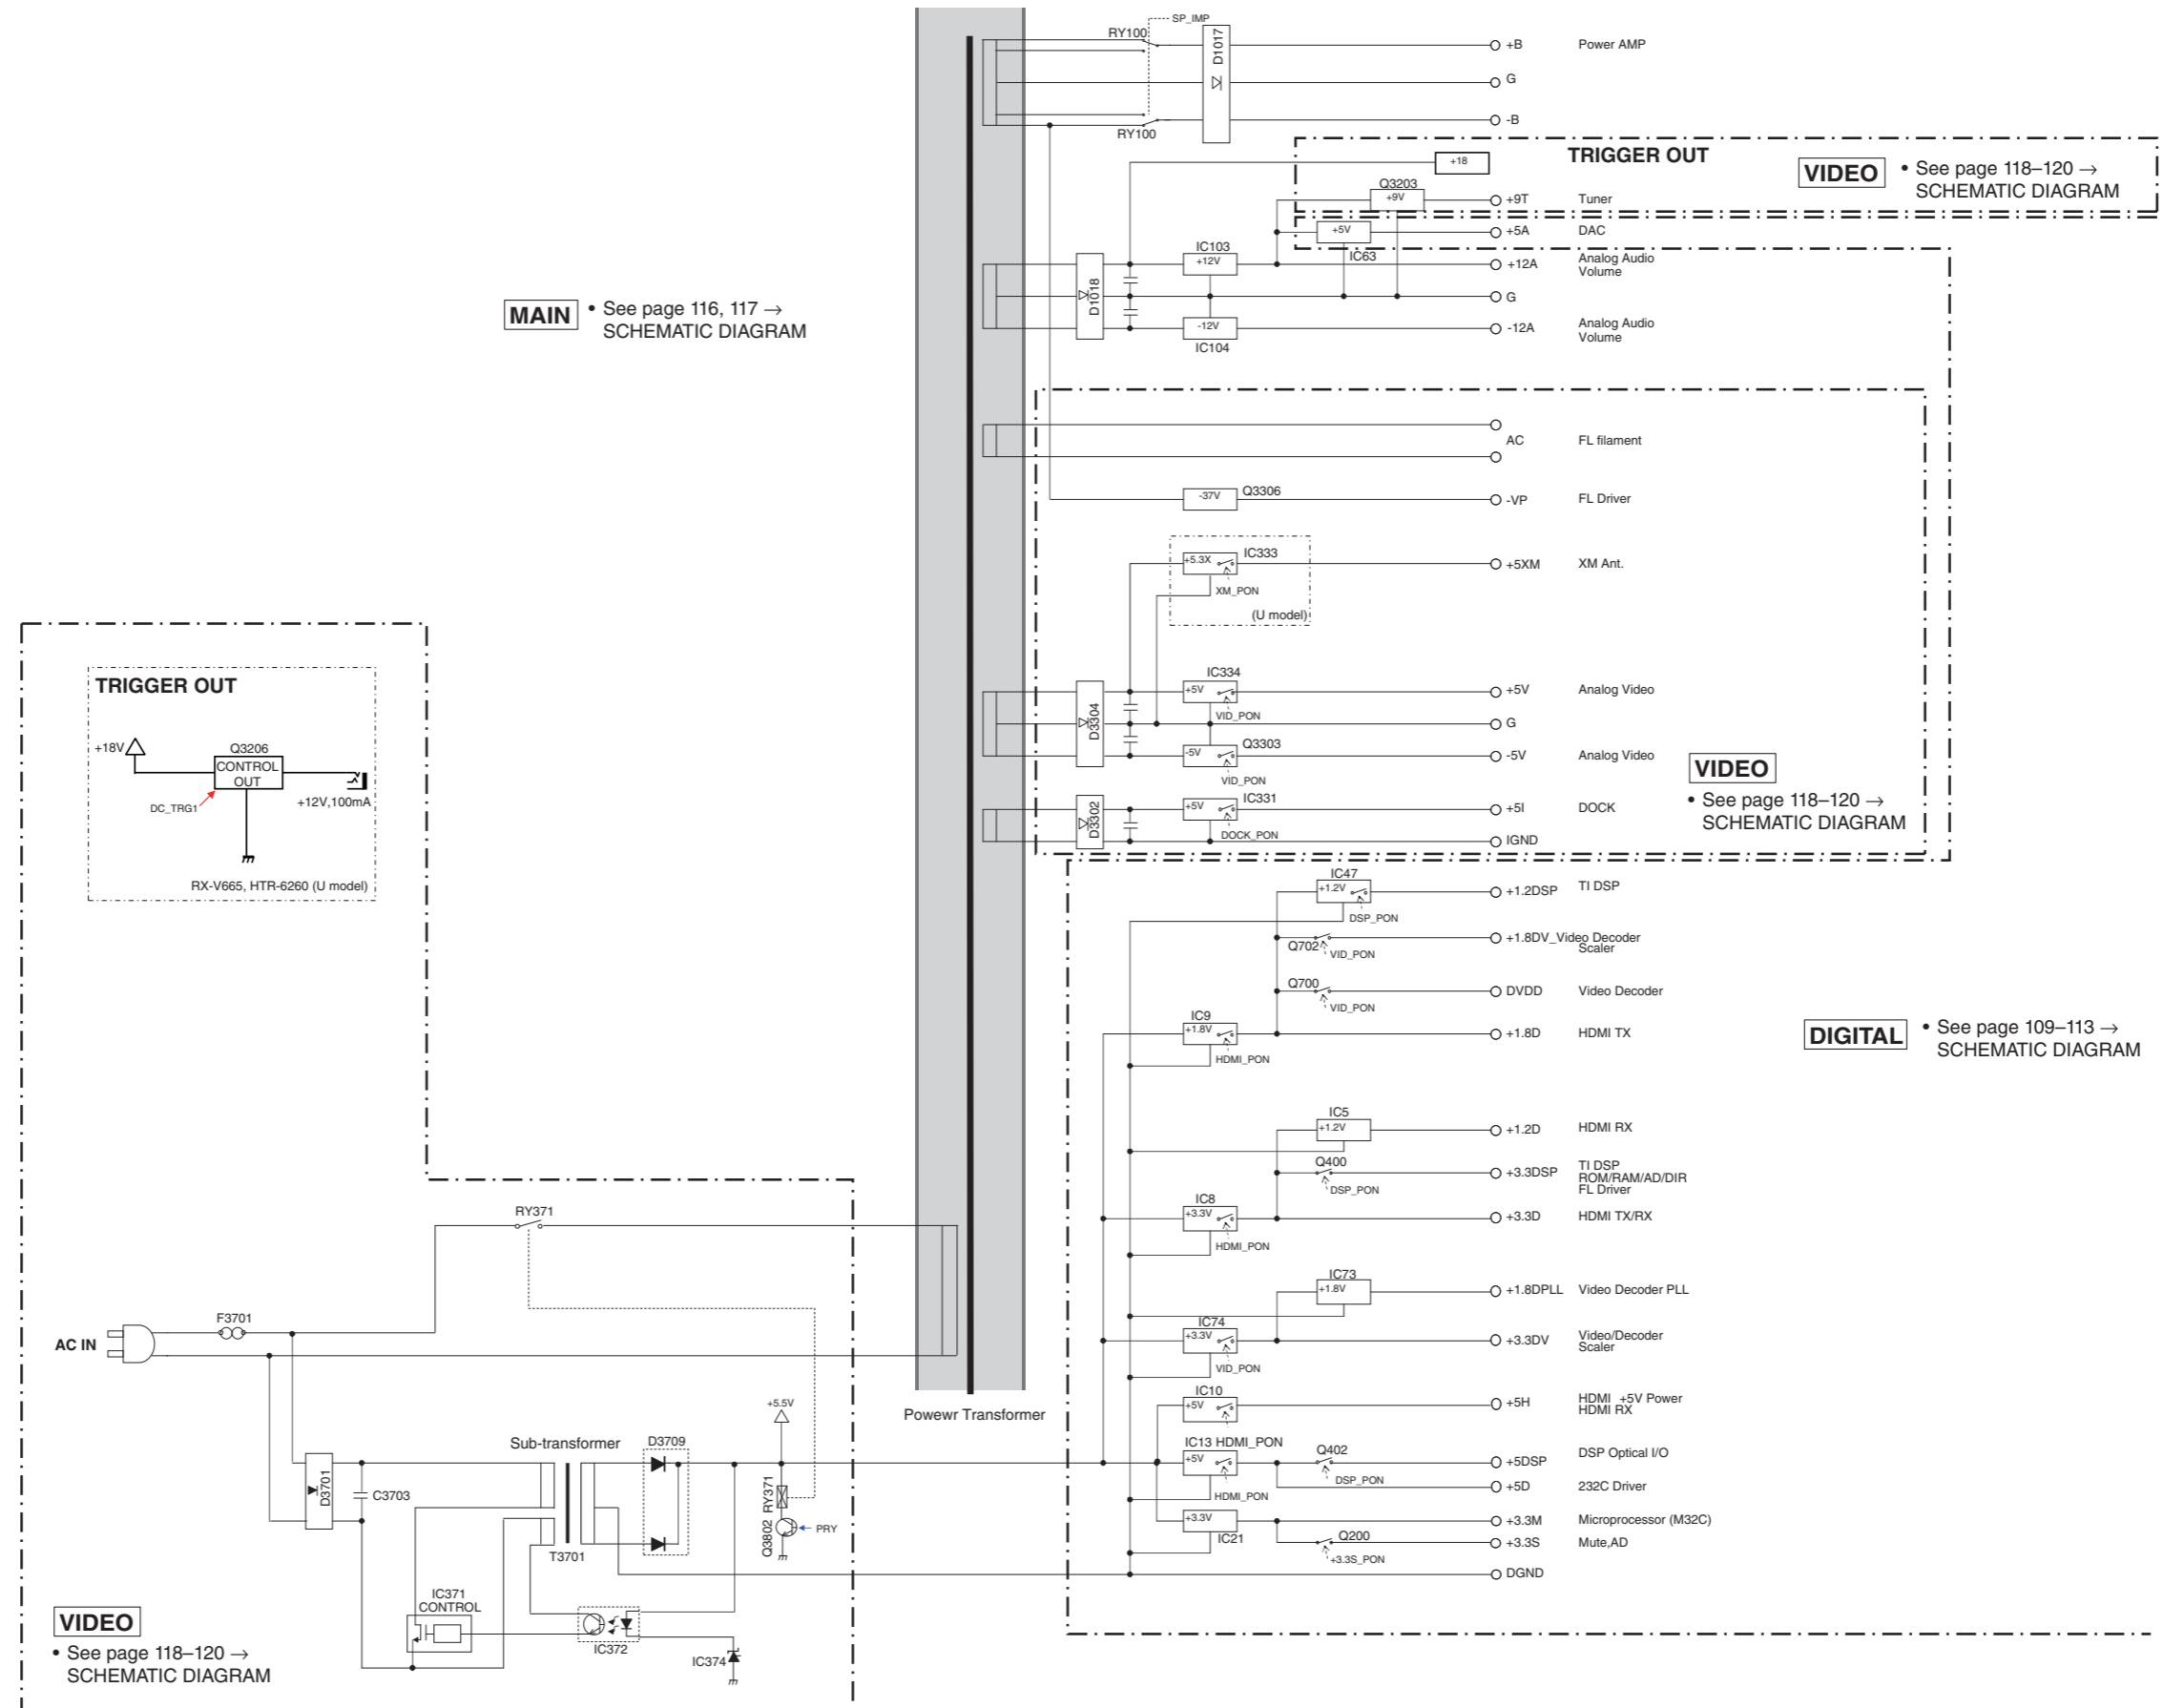 SP_IMP
RY100
D1017
+B Power AMP
G
-B
RY100
+18
TRIGGER OUT
VIDEO
• See page 118–120 →
SCHEMATIC DIAGRAM
Q3203
+9V
+9T Tuner
+5V
+5A DAC
IC63
IC103
+12V
+12A Analog Audio
Volume
D1018
G
-12V
-12A Analog Audio
Volume
IC104
MAIN
• See page 116, 117 →
SCHEMATIC DIAGRAM
AC FL filament
-37V
Q3306
-VP FL Driver
+5.3X
IC333
+5XM XM Ant.
XM_PON
(U model)
IC334
+5V
+5V Analog Video
VID_PON
D3304
G
-5V
Q3303
-5V Analog Video
VID_PON
VIDEO
• See page 118–120 →
SCHEMATIC DIAGRAM
D3302
+5V
IC331
+5I DOCK
DOCK_PON
IGND
TRIGGER OUT
+18V
Q3206
CONTROL
OUT
DC_TRG1
+12V,100mA
RX-V665, HTR-6260 (U model)
IC47
+1.2V
+1.2DSP TI DSP
DSP_PON
Q702
VID_PON
+1.8DV_Video Decoder
Scaler
Q700
VID_PON
DVDD Video Decoder
IC9
+1.8V
+1.8D HDMI TX
HDMI_PON
DIGITAL
• See page 109–113 →
SCHEMATIC DIAGRAM
IC5
+1.2V
+1.2D HDMI RX
Q400
DSP_PON
+3.3DSP TI DSP
ROM/RAM/AD/DIR
FL Driver
IC8
+3.3V
+3.3D HDMI TX/RX
HDMI_PON
IC73
+1.8V
+1.8DPLL Video Decoder PLL
IC74
+3.3V
+3.3DV Video/Decoder
Scaler
VID_PON
IC10
+5V
+5H HDMI +5V Power
HDMI RX
IC13 HDMI_PON
+5V
Q402
DSP_PON
+5DSP DSP Optical I/O
HDMI_PON
+5D 232C Driver
+3.3V
IC21
+3.3M Microprocessor (M32C)
Q200
+3.3S_PON
+3.3S Mute,AD
DGND
RY371
F3701
AC IN
Powewr Transformer
+5.5V
Sub-transformer
D3709
D3701
C3703
T3701
RY371
Q3802
PRY
IC371
CONTROL
IC372
IC374
VIDEO
• See page 118–120 →
SCHEMATIC DIAGRAM